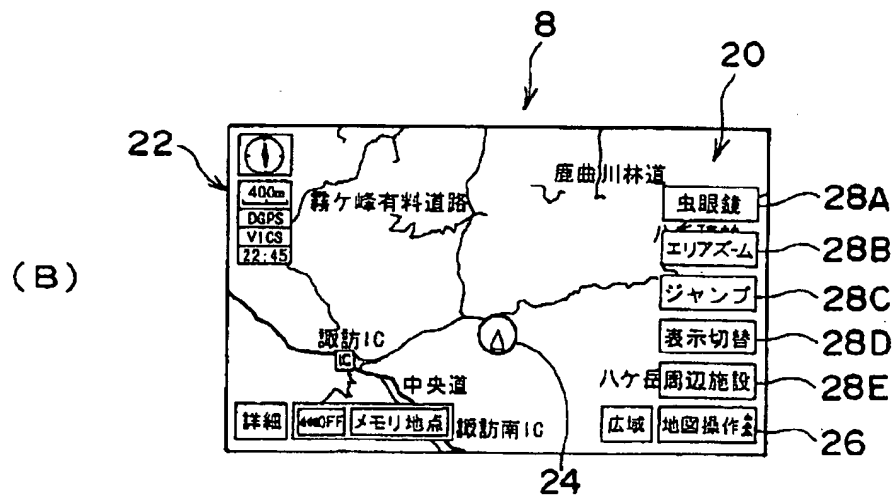 8
20
22
400m
DGPS
VICS
22:45
鹿曲川林道
霧ケ峰有料道路
虫眼鏡
28A
エリアズーム
28B
(B)
ジャンプ
28C
諏訪IC
IC
表示切替
28D
中央道
八ケ岳
周辺施設
28E
詳細
OFF
メモリ地点
諏訪南IC
広域
地図操作
26
24